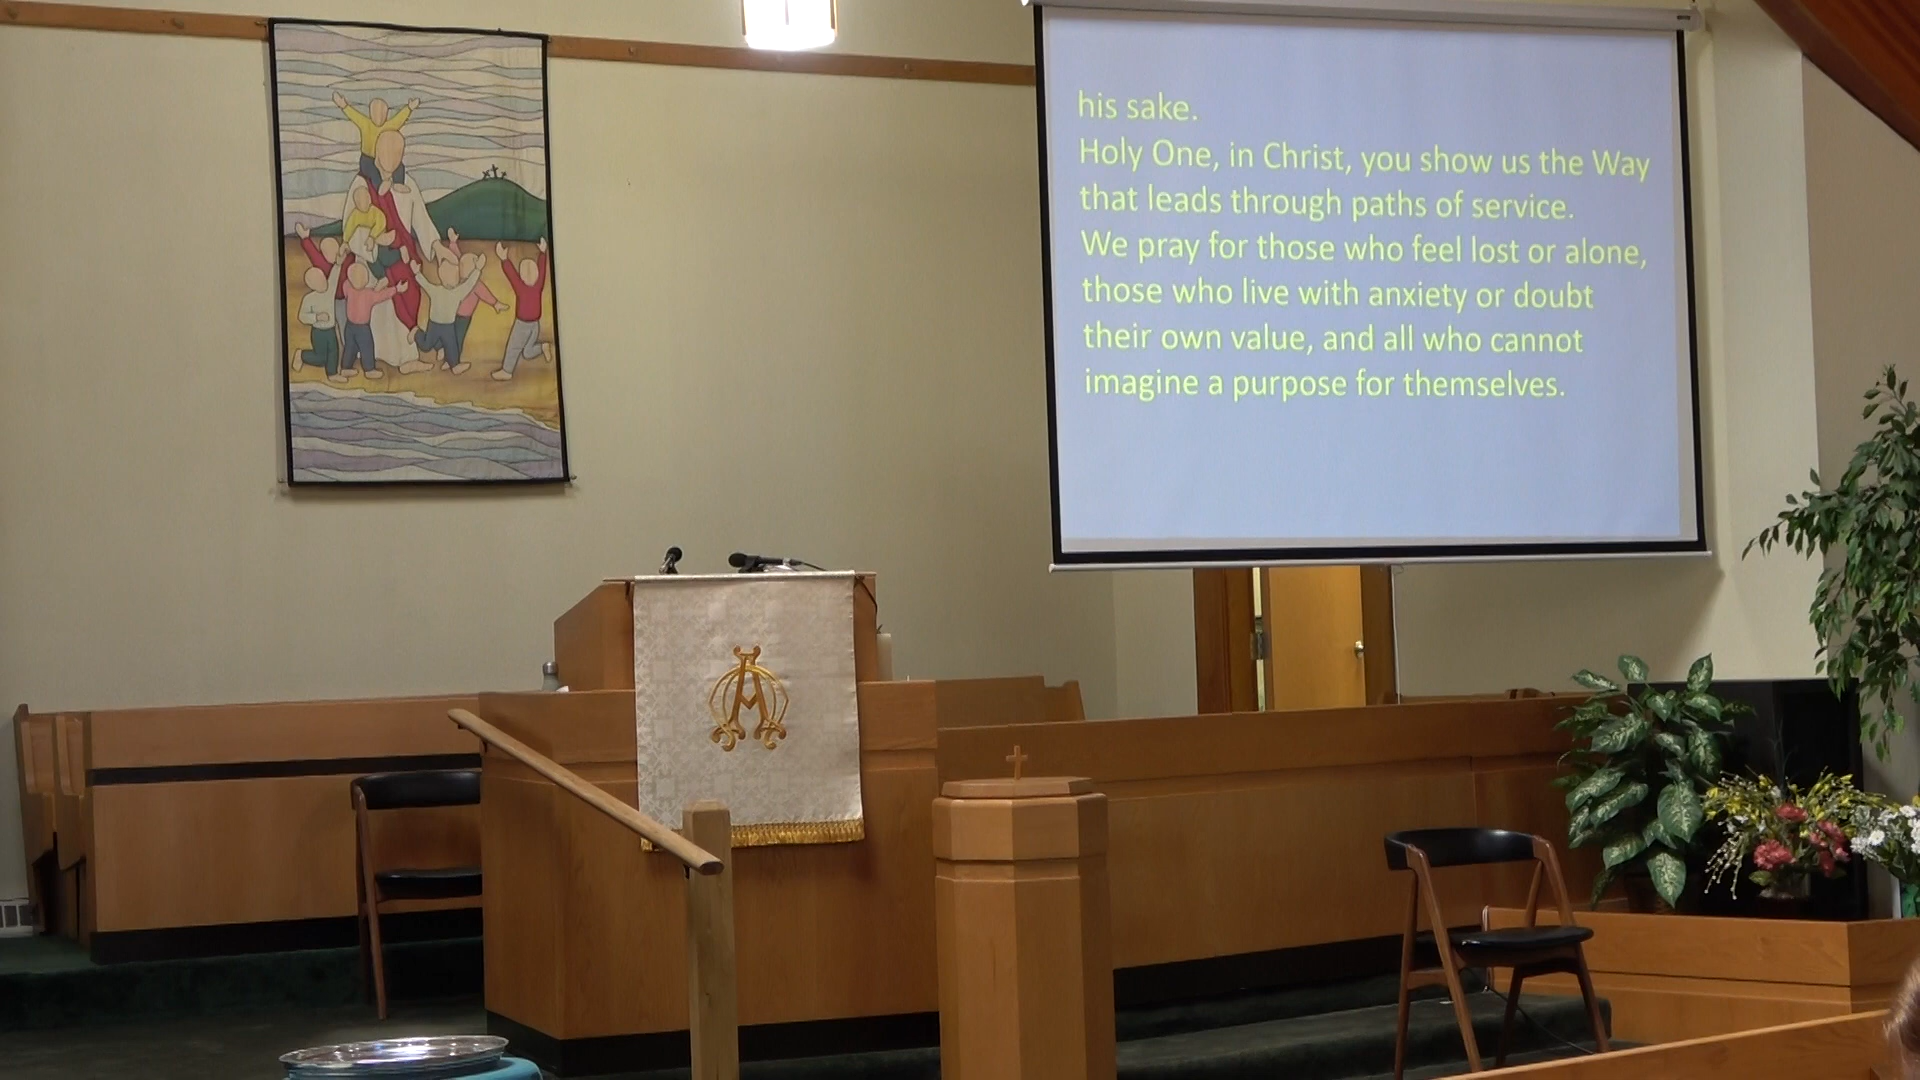 his sake.
Holy One, in Christ, you show us the Way
that leads through paths of service.
We pray for those who feel lost or alone,
those who live with anxiety or doubt
their own value, and all who cannot
imagine a purpose for themselves.